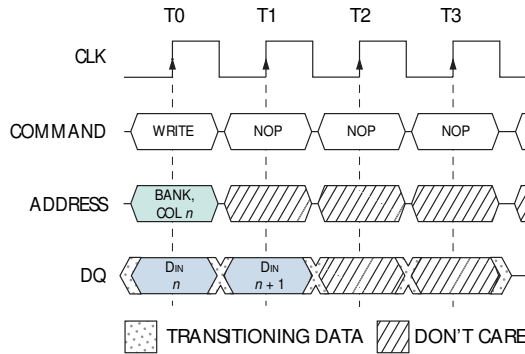 T0 T1 T2 T3
CLK
COMMAND WRITE NOP NOP NOP
ADDRESS BANK,
COL n
DQ DIN DIN
n n + 1
TRANSITIONING DATA DON'T CARE